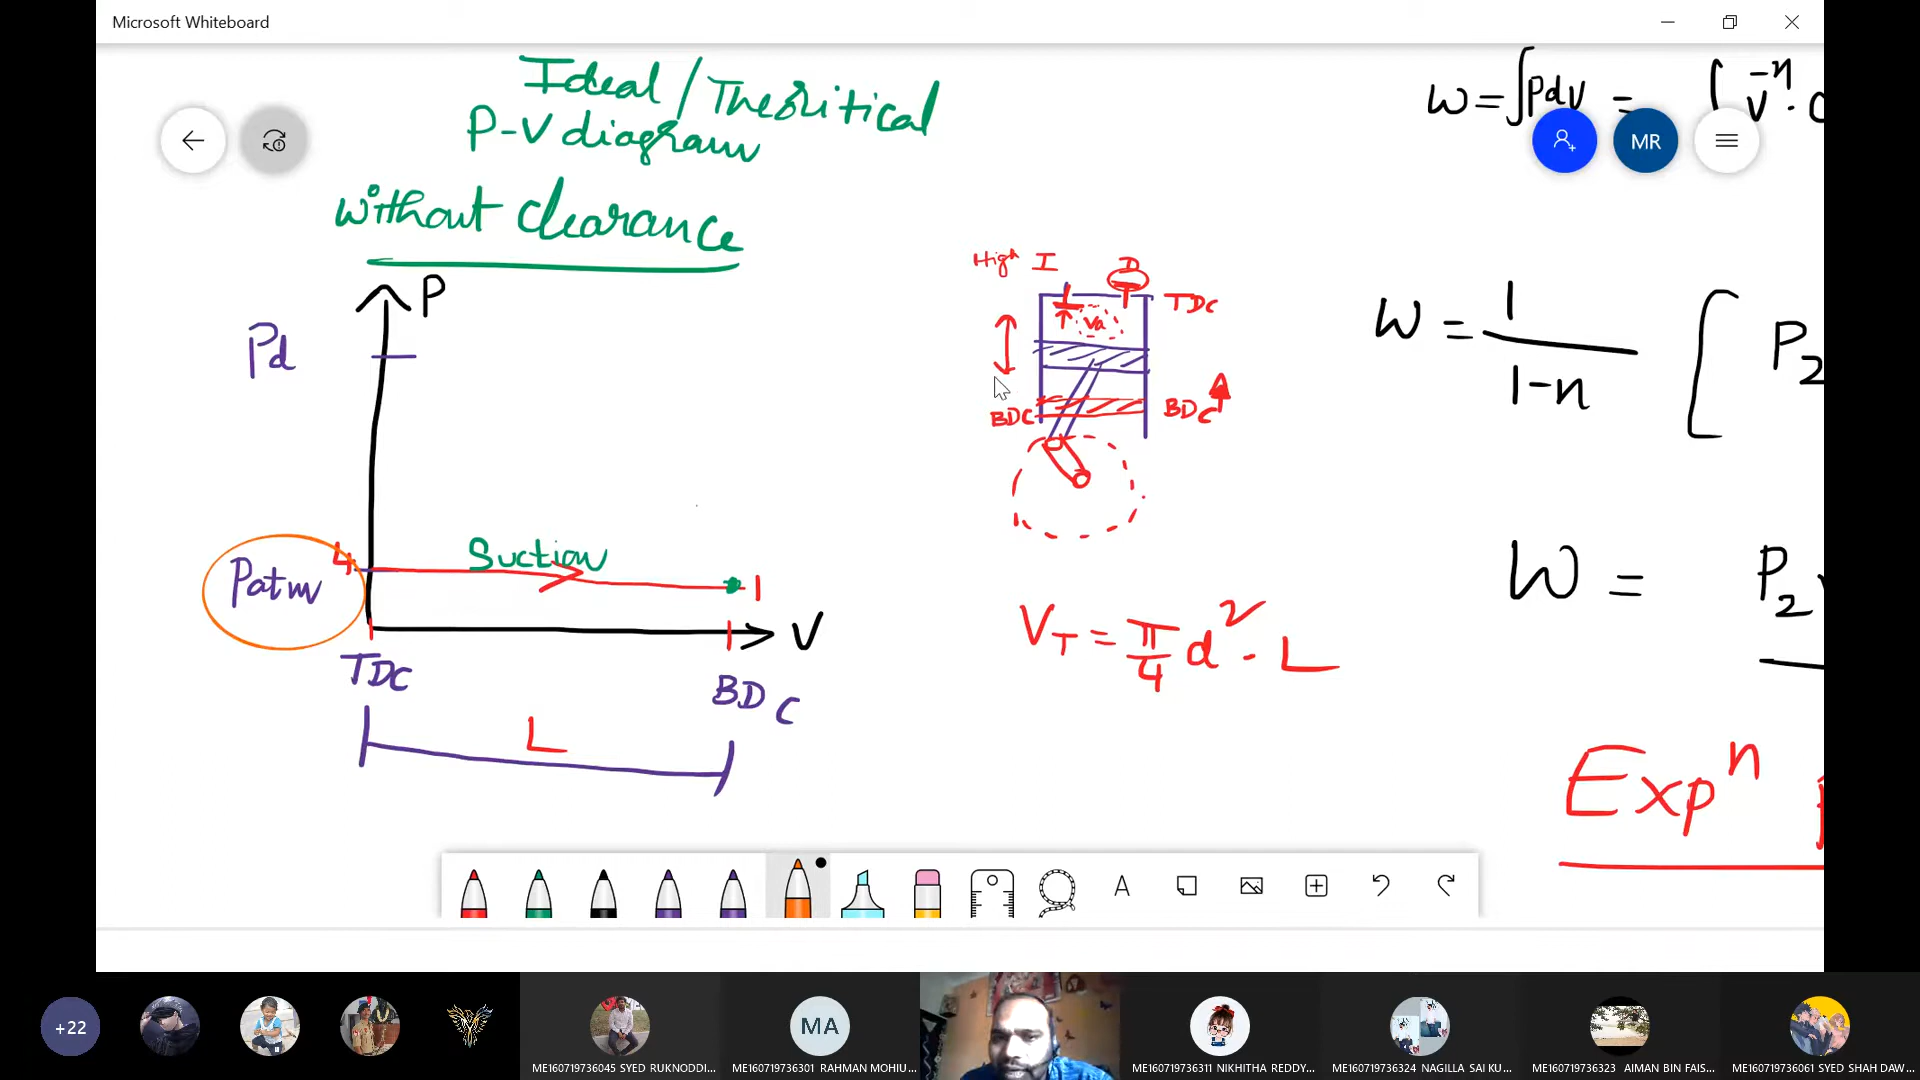 Microsoft Whiteboard
Ideal / Theoritical
P-V diagram
without clearance
W = ∫Pdv =
v^-n .
MR
P
Pd
High I D
TDC
Va
BDC
BDC
W = 1/(1-n) [ P2
4
Suction
Patm
1
V
TDC
BDC
L
VT = π/4 d² - L
W = P2
Exp^n
A
+22
MA
ME160719736045 SYED RUKNODDI...
ME160719736301 RAHMAN MOHIU...
ME160719736311 NIKHITHA REDDY...
ME160719736324 NAGILLA SAI KU...
ME160719736323 AIMAN BIN FAIS...
ME160719736061 SYED SHAH DAW...